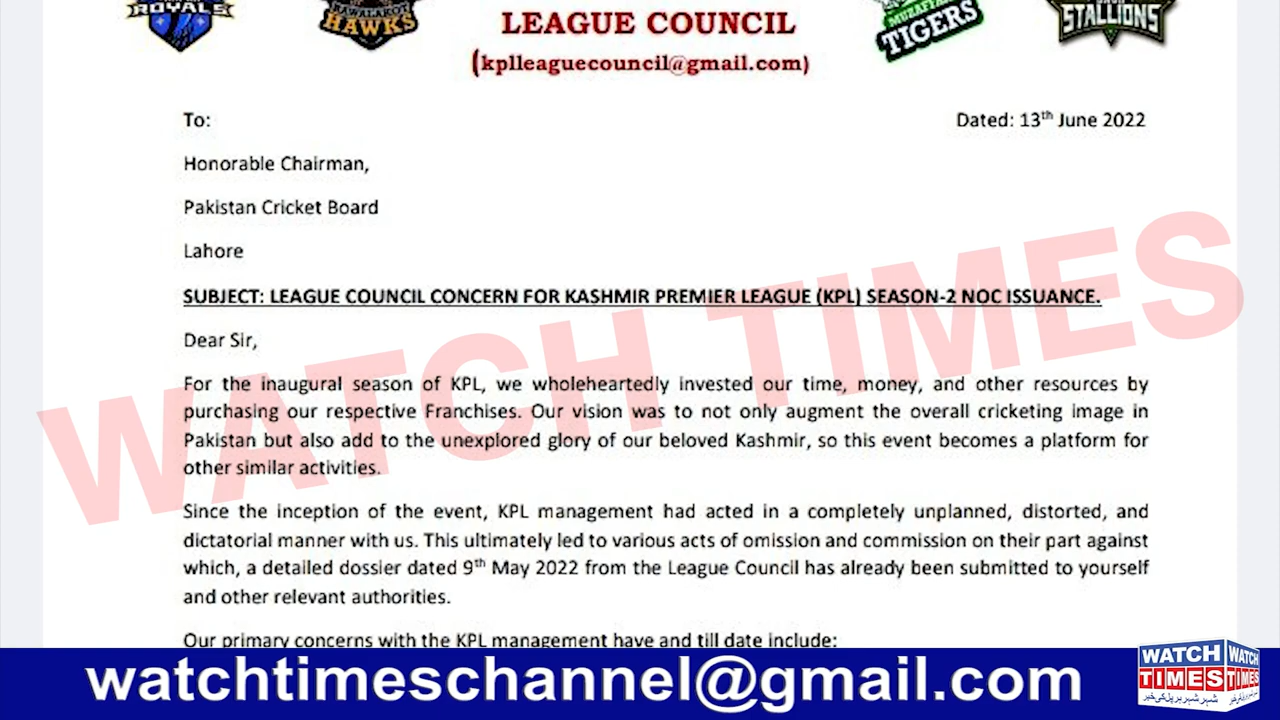 ROYALS
HAWKS
LEAGUE COUNCIL
TIGERS
STALLIONS
(kplleaguecouncil@gmail.com)
To:
Dated: 13th June 2022
Honorable Chairman,
Pakistan Cricket Board
Lahore
SUBJECT: LEAGUE COUNCIL CONCERN FOR KASHMIR PREMIER LEAGUE (KPL) SEASON-2 NOC ISSUANCE.
Dear Sir,
For the inaugural season of KPL, we wholeheartedly invested our time, money, and other resources by
purchasing our respective Franchises. Our vision was to not only augment the overall cricketing image in
Pakistan but also add to the unexplored glory of our beloved Kashmir, so this event becomes a platform for
other similar activities.
Since the inception of the event, KPL management had acted in a completely unplanned, distorted, and
dictatorial manner with us. This ultimately led to various acts of omission and commission on their part against
which, a detailed dossier dated 9th May 2022 from the League Council has already been submitted to yourself
and other relevant authorities.
Our primary concerns with the KPL management have and till date include:
WATCH TIMES
watchtimeschannel@gmail.com
WATCH WATCH
TIMES TIMES